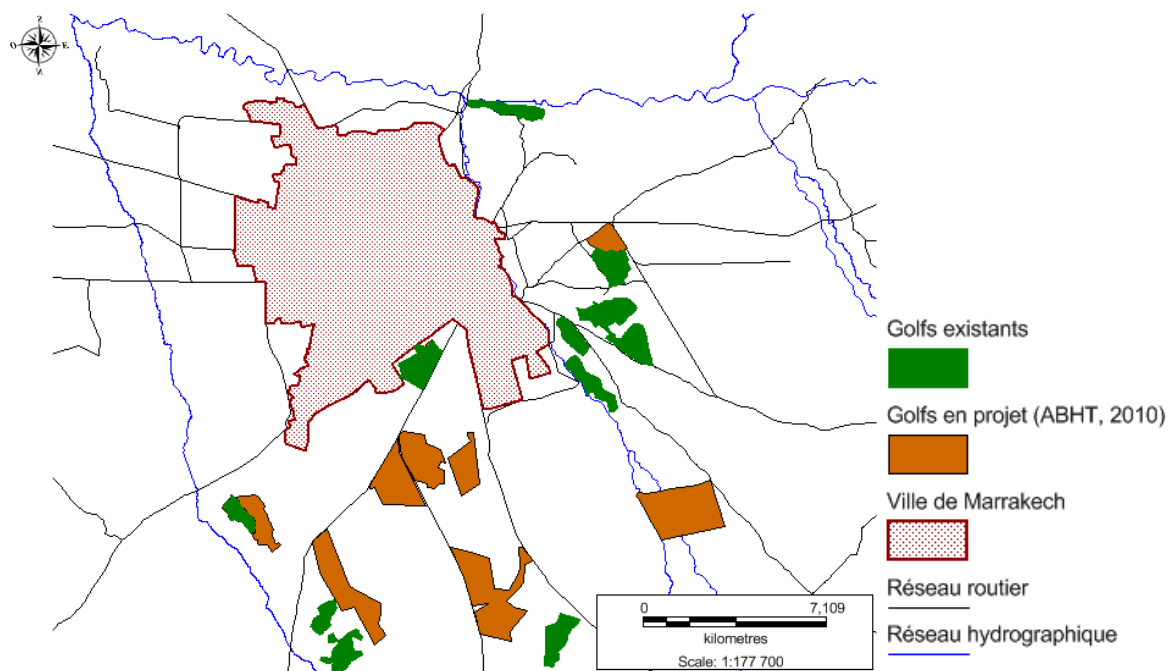 N
O
E
N
Golfs existants
Golfs en projet (ABHT, 2010)
Ville de Marrakech
Réseau routier
Réseau hydrographique
0 7,109
kilometres
Scale: 1:177 700